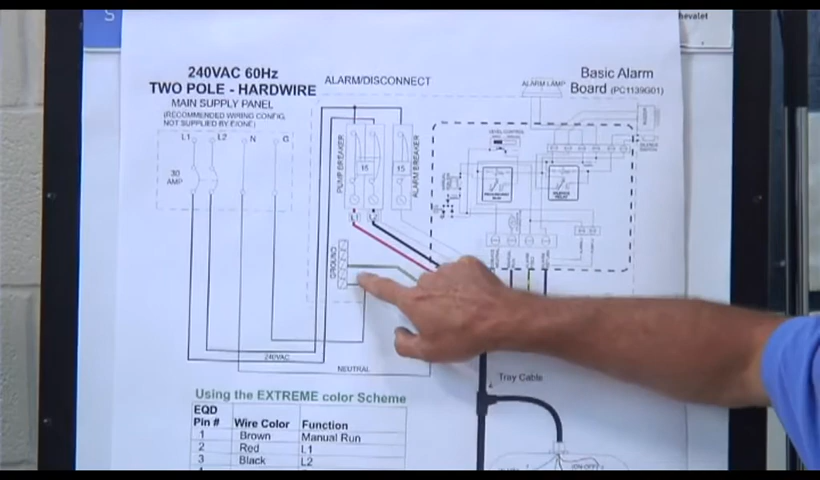 S
hevalet
240VAC 60Hz
TWO POLE - HARDWIRE
MAIN SUPPLY PANEL
(RECOMMENDED WIRING CONFIG,
NOT SUPPLIED BY E/ONE)
ALARM/DISCONNECT
ALARM LAMP
Basic Alarm
Board (PC1139G01)
L1 L2 N G
30
AMP
PUMP BREAKER
15
15
ALARM BREAKER
L1 L2
GROUND
240VAC
NEUTRAL
Tray Cable
Using the EXTREME color Scheme
EQD
Pin # Wire Color Function
1 Brown Manual Run
2 Red L1
3 Black L2